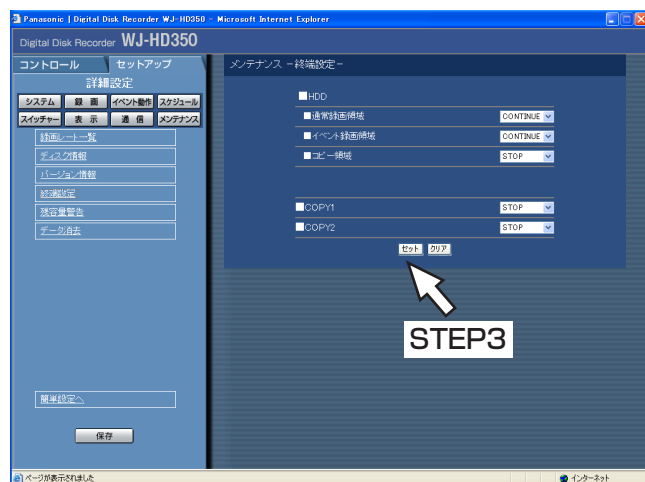 Panasonic | Digital Disk Recorder WJ-HD350 - Microsoft Internet Explorer
Digital Disk Recorder WJ-HD350
コントロール セットアップ
詳細設定
システム 録 画 イベント動作 スケジュール
スイッチャー 表 示 通 信 メンテナンス
録画レート一覧
ディスク情報
バージョン情報
終端設定
残容量警告
データ消去
簡単設定へ
保存
メンテナンス －終端設定－
■HDD
■通常録画領域 CONTINUE
■イベント録画領域 CONTINUE
■コピー領域 STOP
■COPY1 STOP
■COPY2 STOP
セット クリア
STEP3
ページが表示されました インターネット